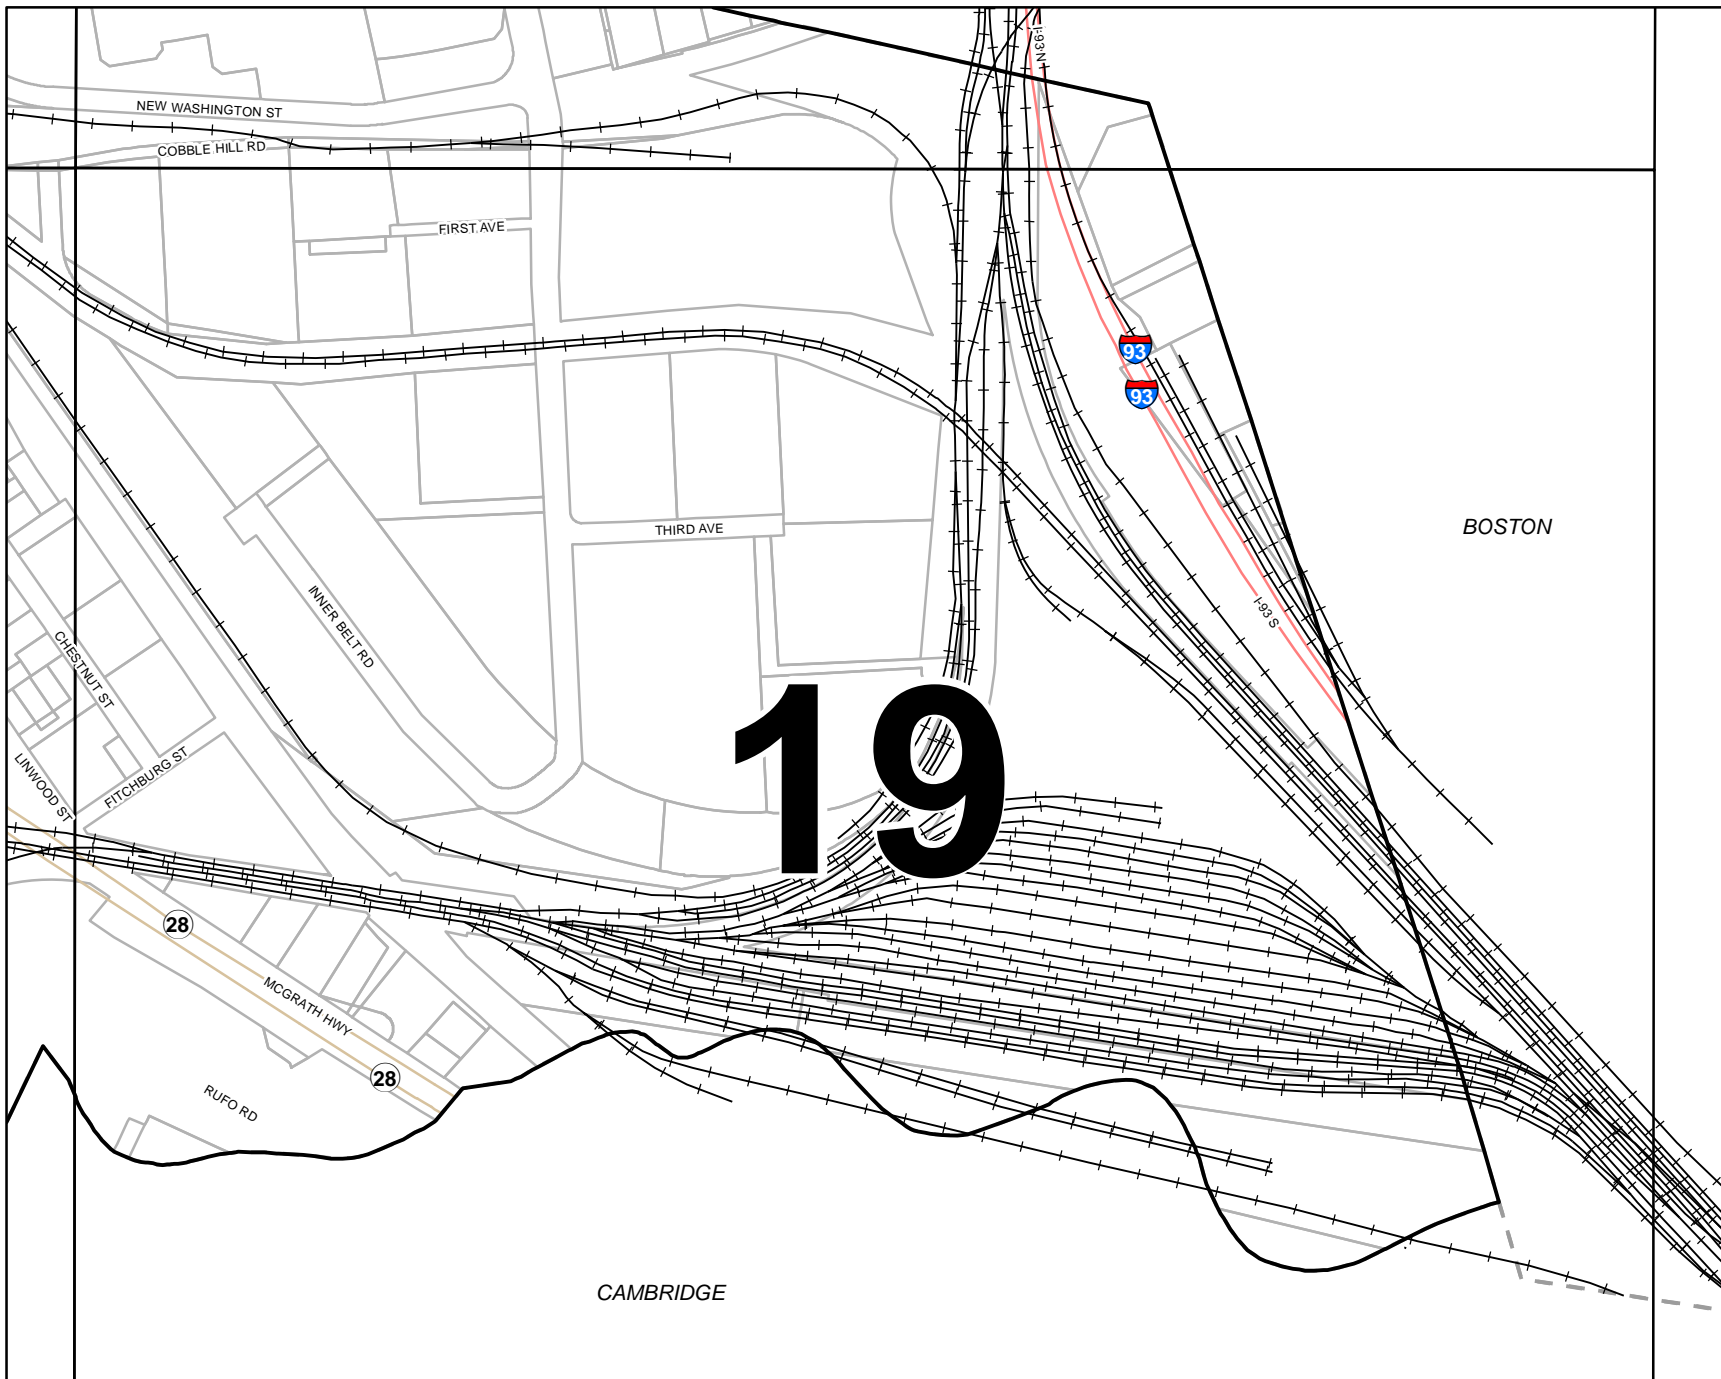 I-93 N
NEW WASHINGTON ST
COBBLE HILL RD
FIRST AVE
93
93
THIRD AVE
BOSTON
INNER BELT RD
I-93 S
CHESTNUT ST
19
FITCHBURG ST
LINWOOD ST
28
MCGRATH HWY
28
RUFO RD
CAMBRIDGE